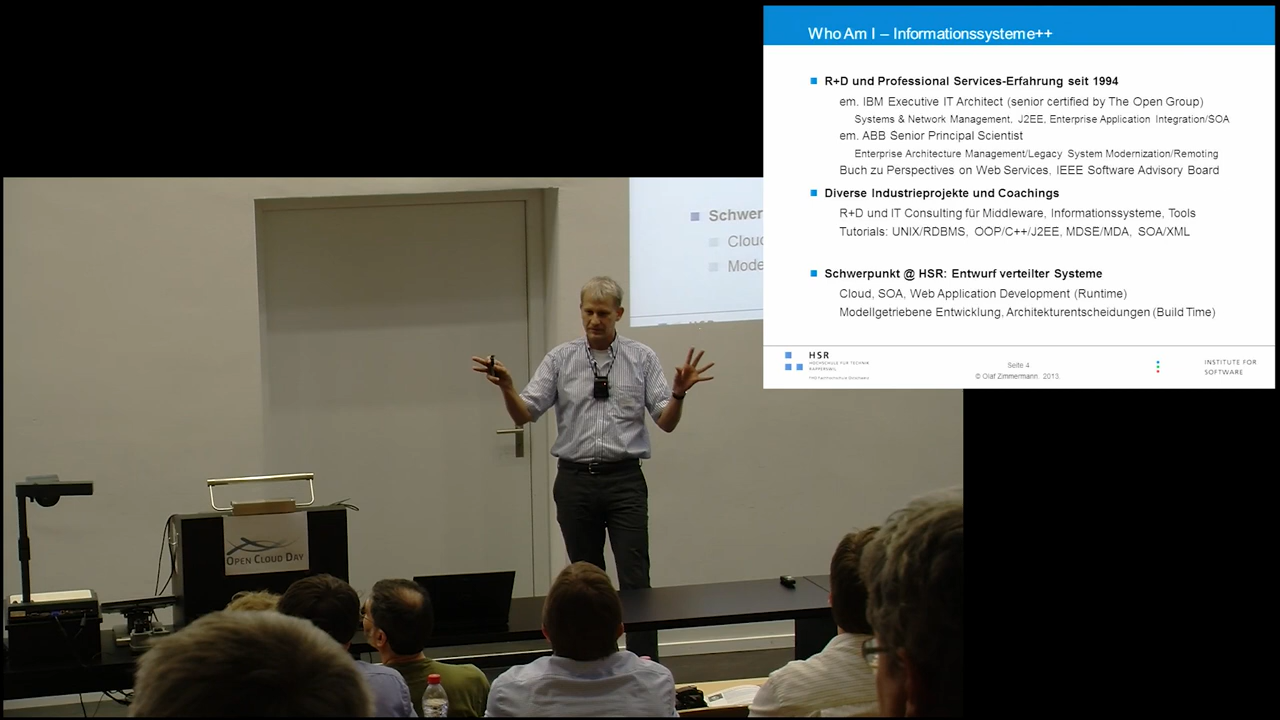 Who Am I – Informationssysteme++
R+D und Professional Services-Erfahrung seit 1994
em. IBM Executive IT Architect (senior certified by The Open Group)
Systems & Network Management, J2EE, Enterprise Application Integration/SOA
em. ABB Senior Principal Scientist
Enterprise Architecture Management/Legacy System Modernization/Remoting
Buch zu Perspectives on Web Services, IEEE Software Advisory Board
Diverse Industrieprojekte und Coachings
R+D und IT Consulting für Middleware, Informationssysteme, Tools
Tutorials: UNIX/RDBMS, OOP/C++/J2EE, MDSE/MDA, SOA/XML
Schwerpunkt @ HSR: Entwurf verteilter Systeme
Cloud, SOA, Web Application Development (Runtime)
Modellgetriebene Entwicklung, Architekturentscheidungen (Build Time)
HSR
HOCHSCHULE FÜR TECHNIK
RAPPERSWIL
Seite 4
© Olaf Zimmermann 2013.
INSTITUTE FOR
SOFTWARE
Schwer
Cloud
Mode
OPEN CLOUD DAY